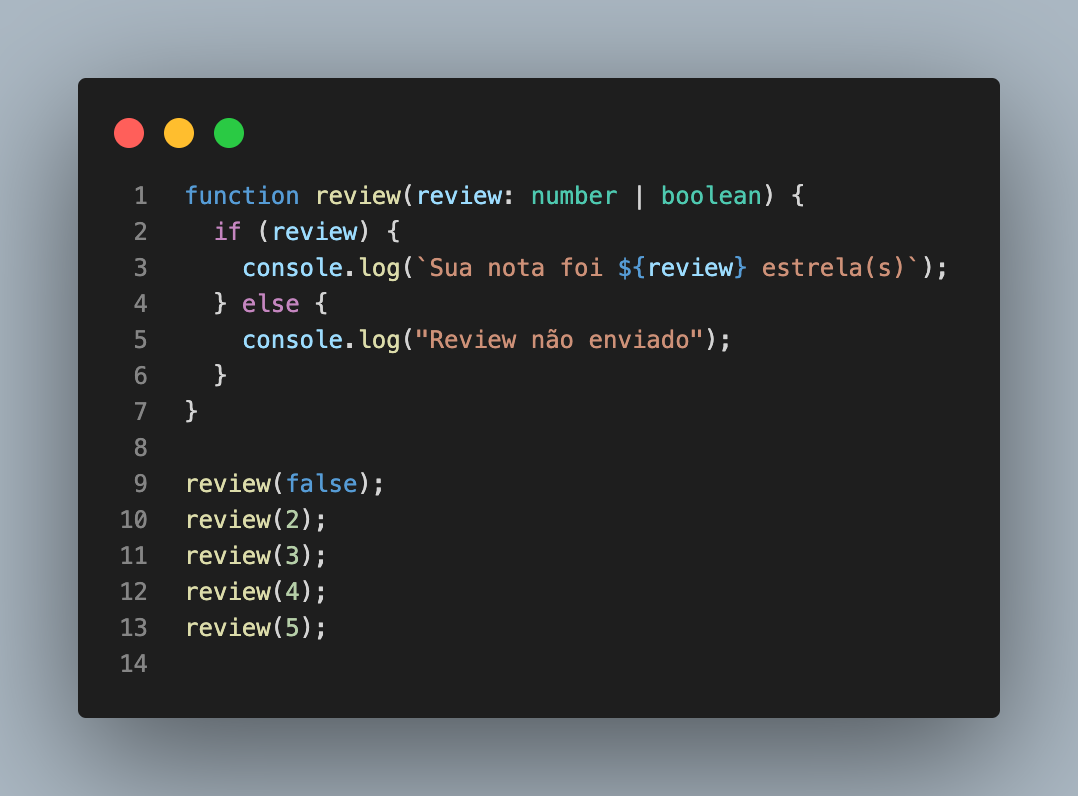 1 function review(review: number | boolean) {
2   if (review) {
3     console.log(`Sua nota foi ${review} estrela(s)`);
4   } else {
5     console.log("Review não enviado");
6   }
7 }
8
9 review(false);
10 review(2);
11 review(3);
12 review(4);
13 review(5);
14